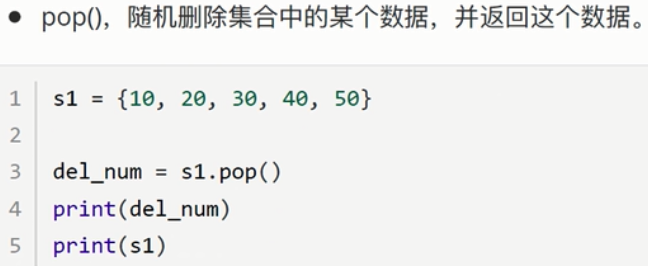 ● pop()，随机删除集合中的某个数据，并返回这个数据。
1 s1 = {10, 20, 30, 40, 50}
2
3 del_num = s1.pop()
4 print(del_num)
5 print(s1)